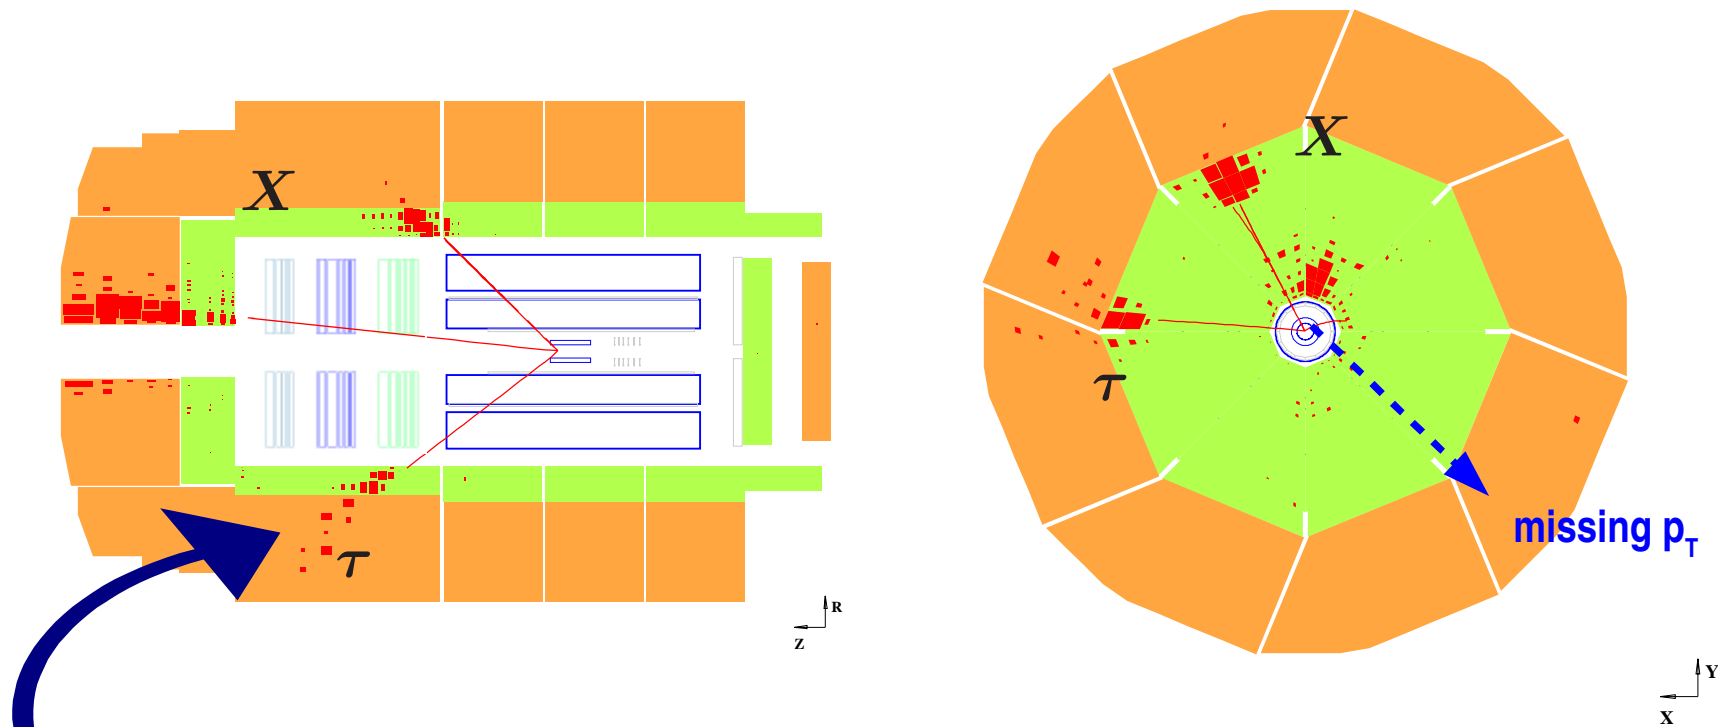 X
τ
R
Z
X
τ
missing p_T
Y
X